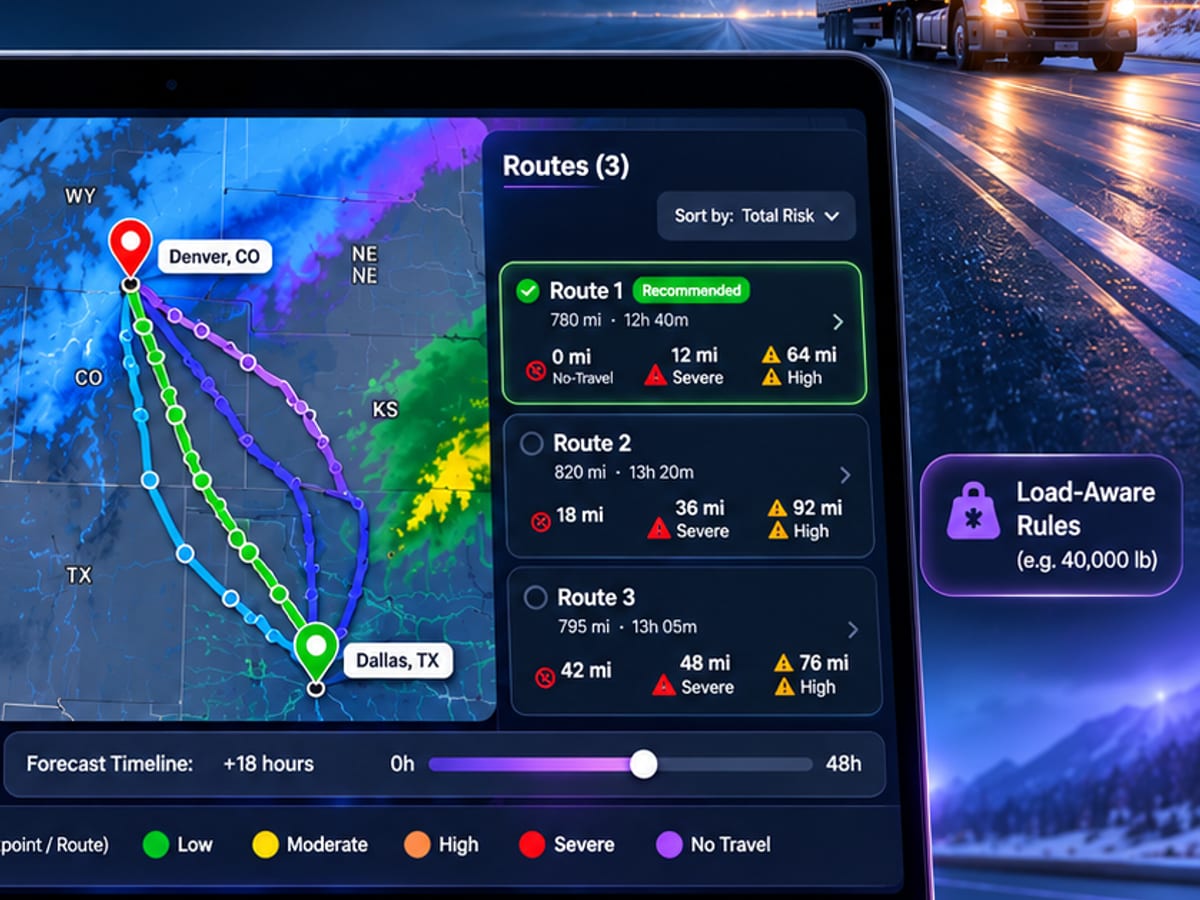 WY
Denver, CO
NE
NE
CO
KS
TX
Dallas, TX
Routes (3)
Sort by: Total Risk
Route 1 Recommended
780 mi · 12h 40m
0 mi
No-Travel
12 mi
Severe
64 mi
High
Route 2
820 mi · 13h 20m
18 mi
36 mi
Severe
92 mi
High
Route 3
795 mi · 13h 05m
42 mi
48 mi
Severe
76 mi
High
Load-Aware
Rules
(e.g. 40,000 lb)
Forecast Timeline: +18 hours 0h 48h
point / Route) Low Moderate High Severe No Travel